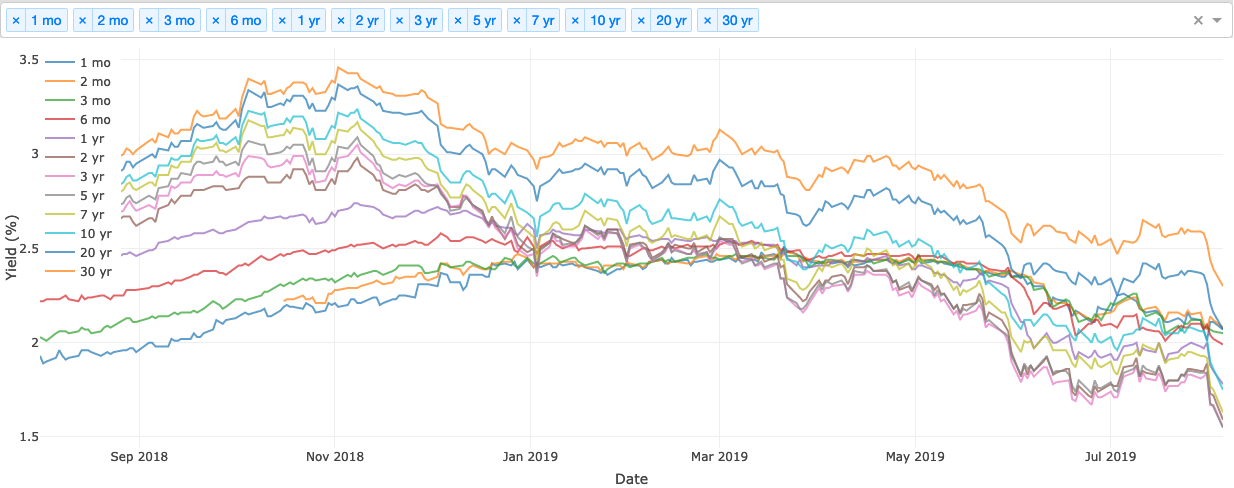 × 1 mo × 2 mo × 3 mo × 6 mo × 1 yr × 2 yr × 3 yr × 5 yr × 7 yr × 10 yr × 20 yr × 30 yr ×
3.5
3
2.5
2
1.5
Yield (%)
1 mo
2 mo
3 mo
6 mo
1 yr
2 yr
3 yr
5 yr
7 yr
10 yr
20 yr
30 yr
Sep 2018 Nov 2018 Jan 2019 Mar 2019 May 2019 Jul 2019
Date